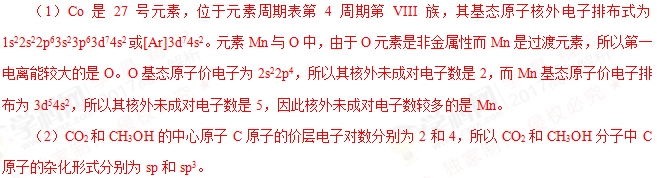 （1）Co 是 27 号元素，位于元素周期表第 4 周期第 VIII 族，其基态原子核外电子排布式为
1s²2s²2p⁶3s²3p⁶3d⁷4s²或[Ar]3d⁷4s²。元素 Mn 与 O 中，由于 O 元素是非金属性而 Mn 是过渡元素，所以第一
电离能较大的是 O。O 基态原子价电子为 2s²2p⁴，所以其核外未成对电子数是 2，而 Mn 基态原子价电子排
布为 3d⁵4s²，所以其核外未成对电子数是 5，因此核外未成对电子数较多的是 Mn。
（2）CO₂和 CH₃OH 的中心原子 C 原子的价层电子对数分别为 2 和 4，所以 CO₂和 CH₃OH 分子中 C
原子的杂化形式分别为 sp 和 sp³。